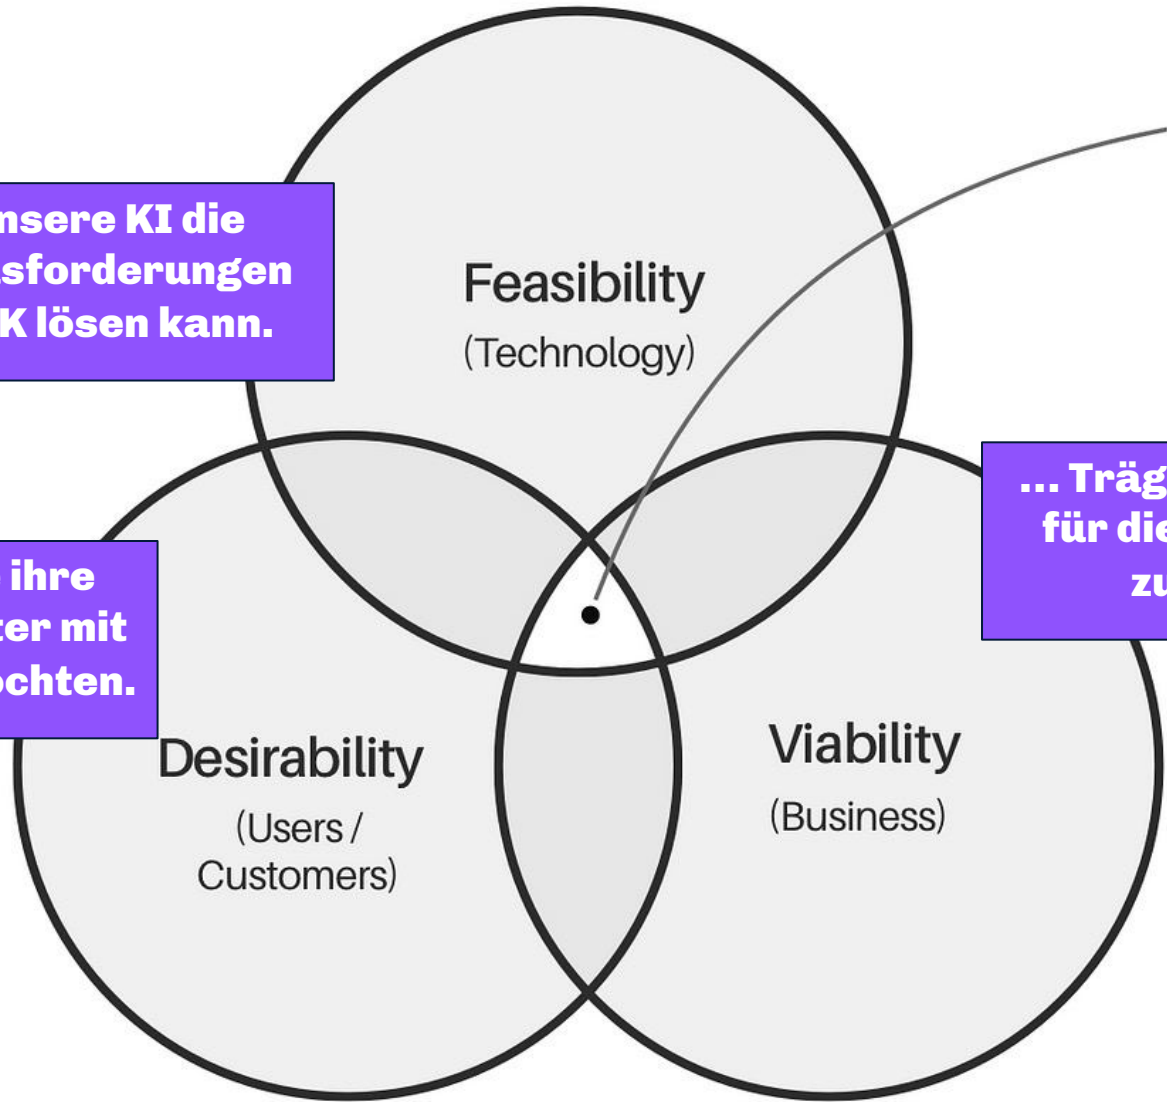 nsere KI die
sforderungen
K lösen kann.
Feasibility
(Technology)
... Träg
für die
zu
ihre
ter mit
chten.
Desirability
(Users /
Customers)
Viability
(Business)